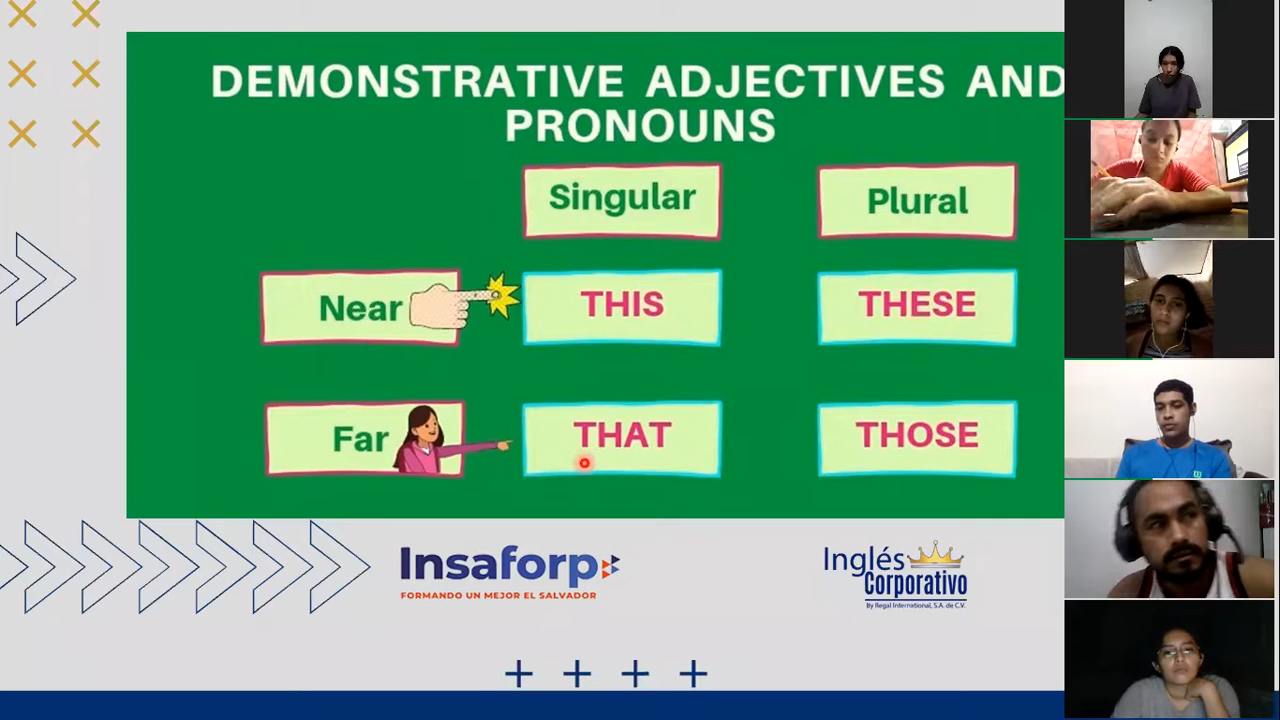 DEMONSTRATIVE ADJECTIVES AND
PRONOUNS
Singular
Plural
Near
THIS
THESE
Far
THAT
THOSE
Insaforp
FORMANDO UN MEJOR EL SALVADOR
Inglés
Corporativo
By Regal International, S.A. de C.V.